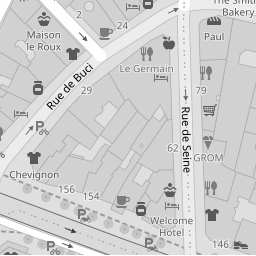 The Smith
Bakery
2
24
Maison
le Roux
Paul
Le Germain
29
79
Rue de Buci
Rue de Seine
62
GROM
Chevignon
156
154
Welcome
Hotel
146